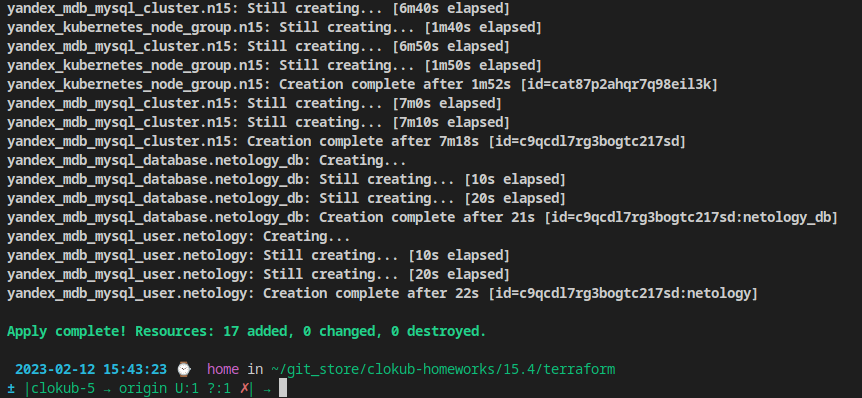 yandex_mdb_mysql_cluster.n15: Still creating... [6m40s elapsed]
yandex_kubernetes_node_group.n15: Still creating... [1m40s elapsed]
yandex_mdb_mysql_cluster.n15: Still creating... [6m50s elapsed]
yandex_kubernetes_node_group.n15: Still creating... [1m50s elapsed]
yandex_kubernetes_node_group.n15: Creation complete after 1m52s [id=cat87p2ahqr7q98eil3k]
yandex_mdb_mysql_cluster.n15: Still creating... [7m0s elapsed]
yandex_mdb_mysql_cluster.n15: Still creating... [7m10s elapsed]
yandex_mdb_mysql_cluster.n15: Creation complete after 7m18s [id=c9qcdl7rg3bogtc217sd]
yandex_mdb_mysql_database.netology_db: Creating...
yandex_mdb_mysql_database.netology_db: Still creating... [10s elapsed]
yandex_mdb_mysql_database.netology_db: Still creating... [20s elapsed]
yandex_mdb_mysql_database.netology_db: Creation complete after 21s [id=c9qcdl7rg3bogtc217sd:netology_db]
yandex_mdb_mysql_user.netology: Creating...
yandex_mdb_mysql_user.netology: Still creating... [10s elapsed]
yandex_mdb_mysql_user.netology: Still creating... [20s elapsed]
yandex_mdb_mysql_user.netology: Creation complete after 22s [id=c9qcdl7rg3bogtc217sd:netology]
Apply complete! Resources: 17 added, 0 changed, 0 destroyed.
2023-02-12 15:43:23 ⌚ home in ~/git_store/clokub-homeworks/15.4/terraform
± |clokub-5 → origin U:1 ?:1 ✗| →